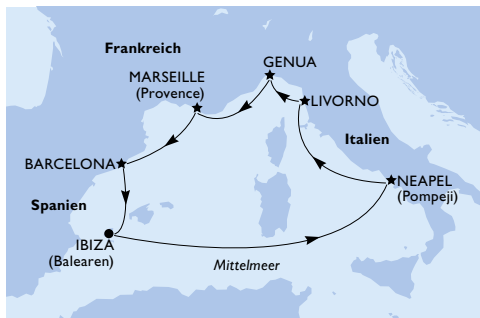 Frankreich
GENUA
MARSEILLE
(Provence)
LIVORNO
Italien
BARCELONA
NEAPEL
(Pompeji)
Spanien
IBIZA
(Balearen)
Mittelmeer